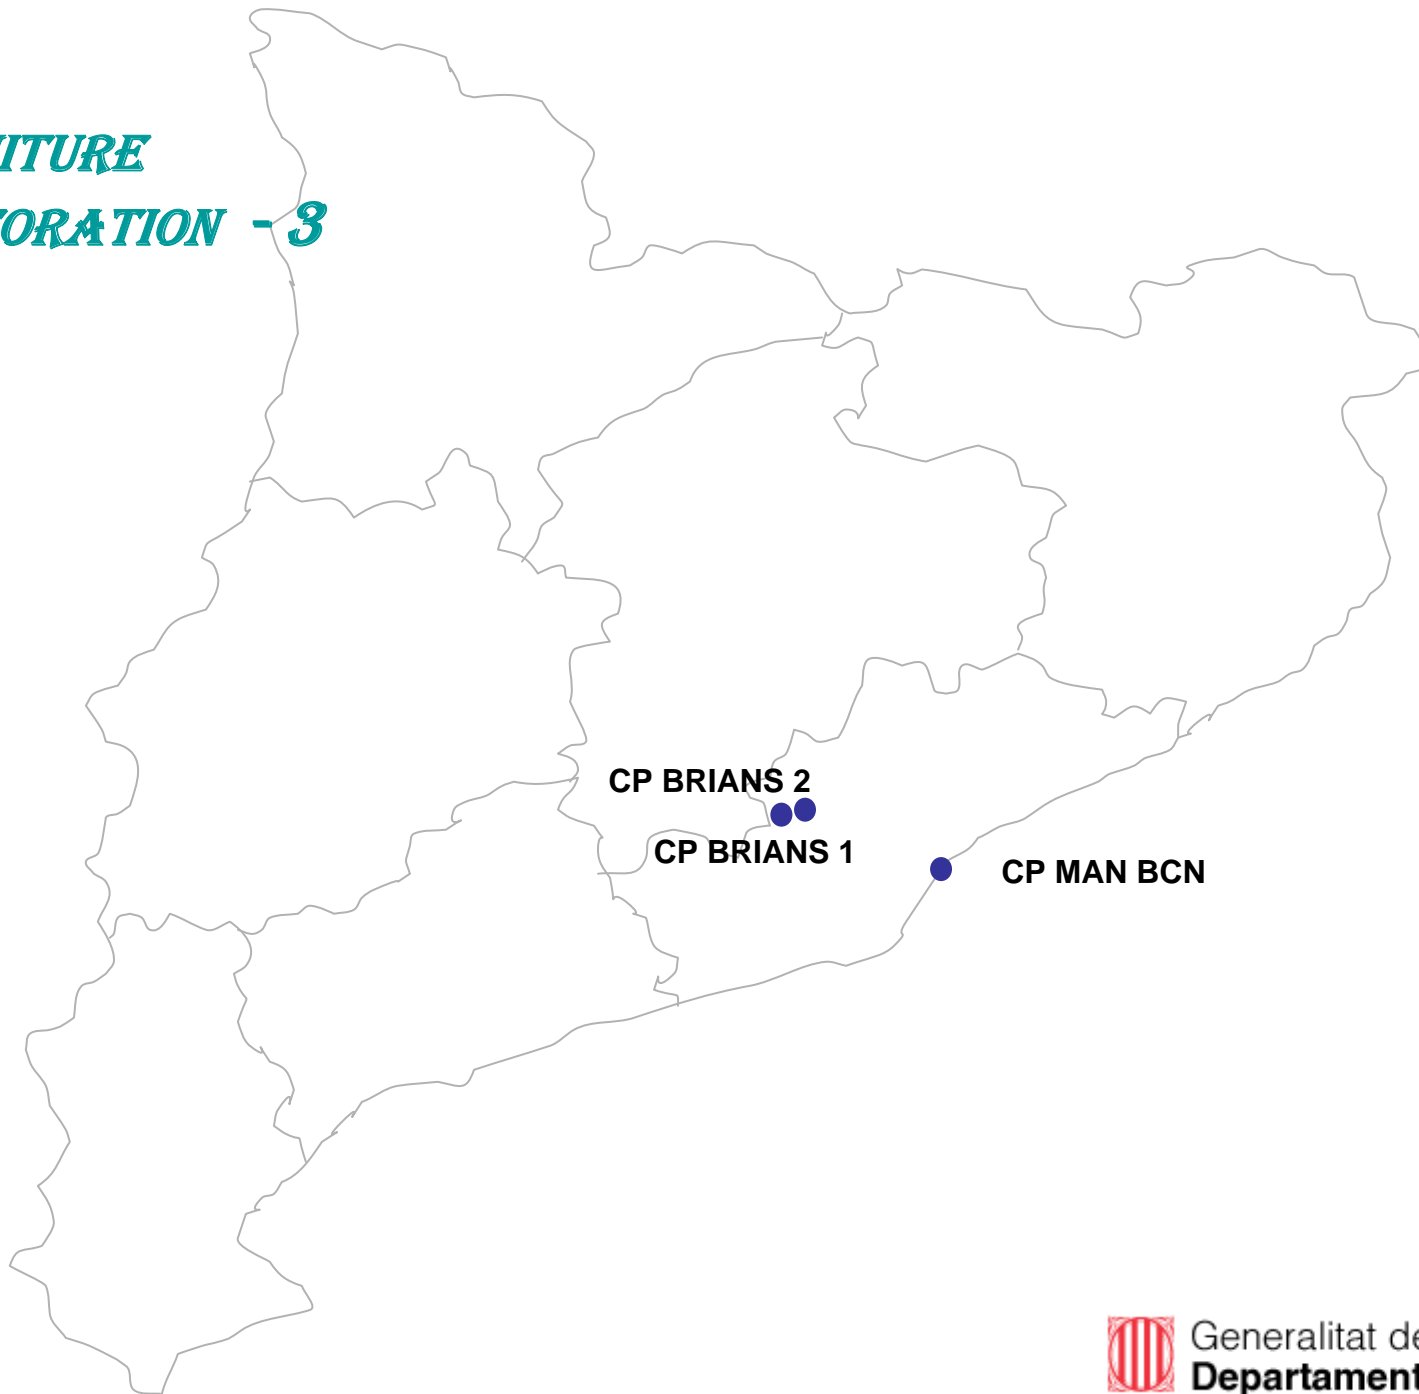 ITURE
ORATION - 3
CP BRIANS 2
CP BRIANS 1
CP MAN BCN
Generalitat de
Departament